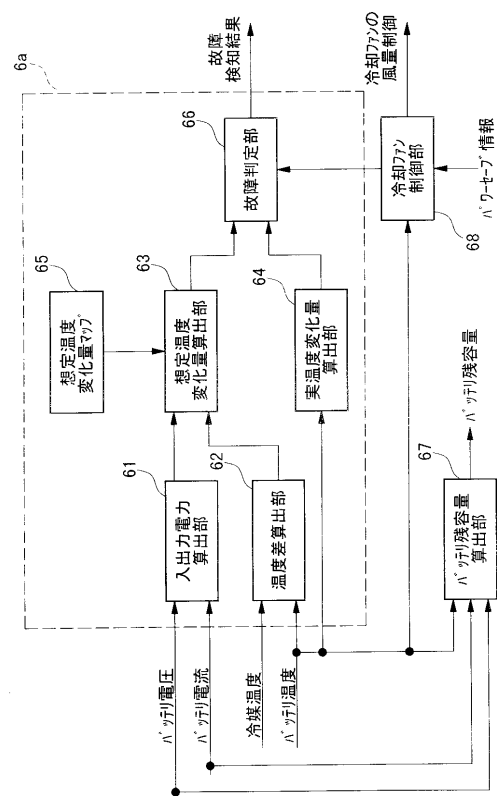 6a
65
想定温度
変化量マップ
61
入出力電力
算出部
63
想定温度
変化量算出部
66
故障判定部
故障
検知結果
62
温度差算出部
64
実温度変化量
算出部
バッテリ電圧
バッテリ電流
冷媒温度
バッテリ温度
67
バッテリ残容量
算出部
バッテリ残容量
冷却ファン
制御部
68
冷却ファンの
風量制御
パワーセーブ情報